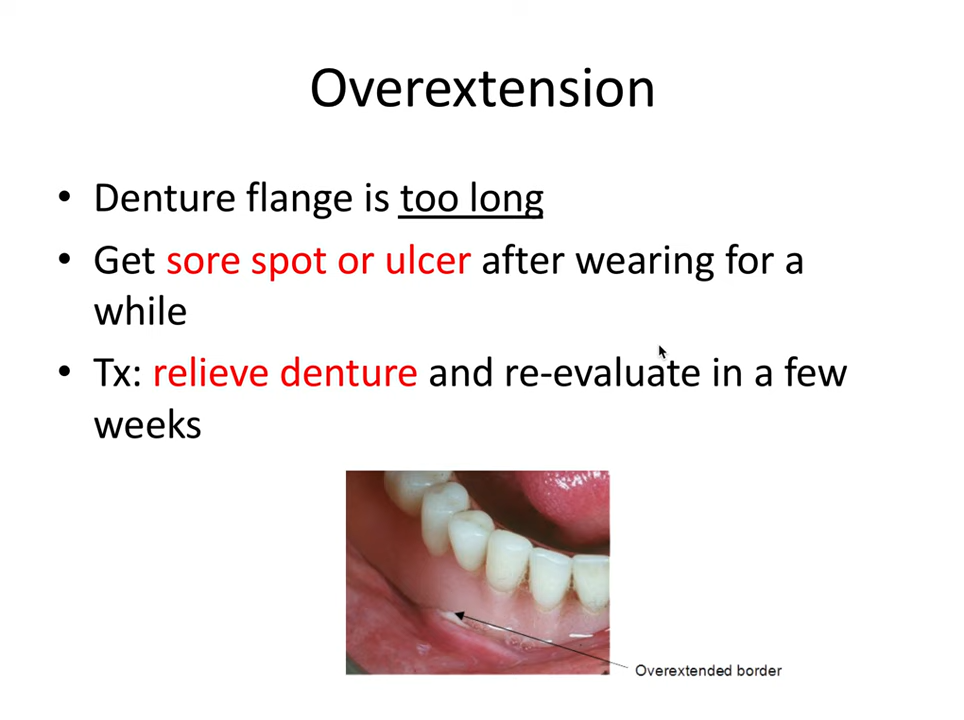 Overextension
• Denture flange is too long
• Get sore spot or ulcer after wearing for a
while
• Tx: relieve denture and re-evaluate in a few
weeks
Overextended border